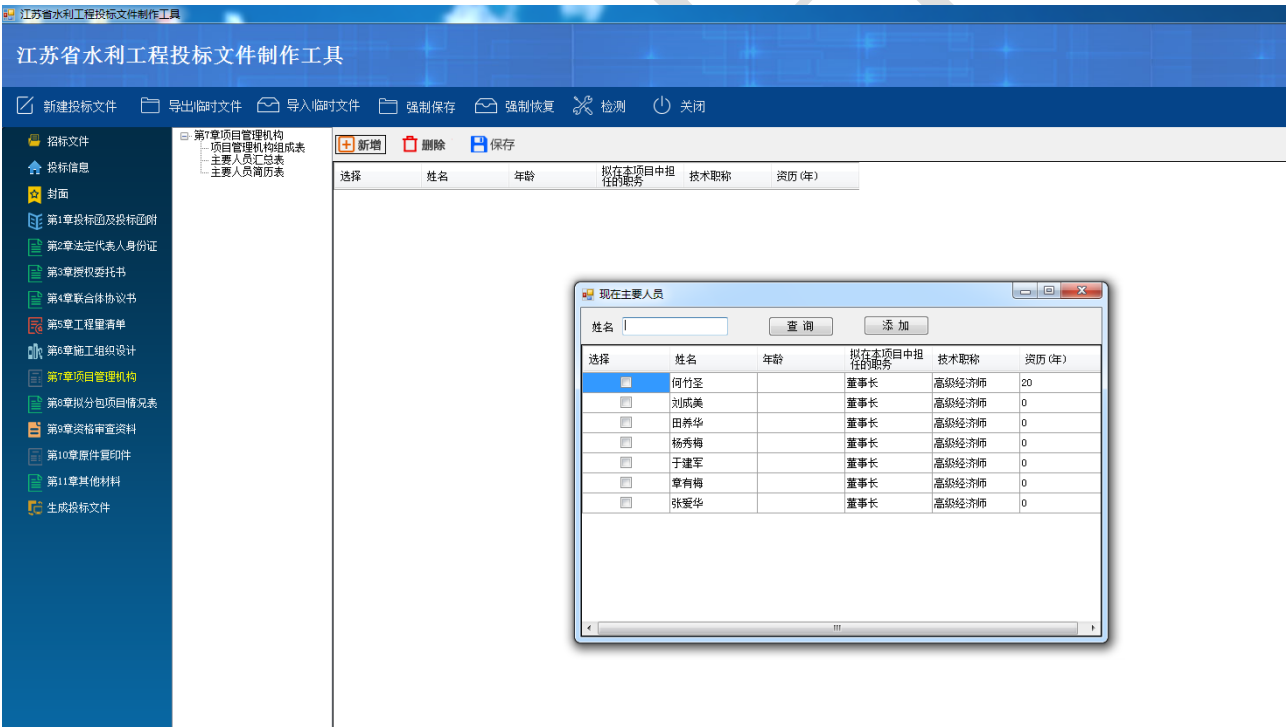 江苏省水利工程投标文件制作工具
江苏省水利工程投标文件制作工具
新建投标文件 导出临时文件 导入临时文件 强制保存 强制恢复 检测 关闭
招标文件
投标信息
封面
第1章投标函及投标函附
第2章法定代表人身份证
第3章授权委托书
第4章联合体协议书
第5章工程量清单
第6章施工组织设计
第7章项目管理机构
第8章拟分包项目情况表
第9章资格审查资料
第10章原件复印件
第11章其他材料
生成投标文件
第7章项目管理机构
项目管理机构组成表
主要人员汇总表
主要人员简历表
新增 删除 保存
选择 姓名 年龄 拟在本项目中担任的职务 技术职称 资历(年)
现在主要人员
姓名 查询 添加
选择 姓名 年龄 拟在本项目中担任的职务 技术职称 资历(年)
何竹圣 董事长 高级经济师 20
刘成美 董事长 高级经济师 0
田养华 董事长 高级经济师 0
杨秀梅 董事长 高级经济师 0
于建军 董事长 高级经济师 0
章有梅 董事长 高级经济师 0
张爱华 董事长 高级经济师 0